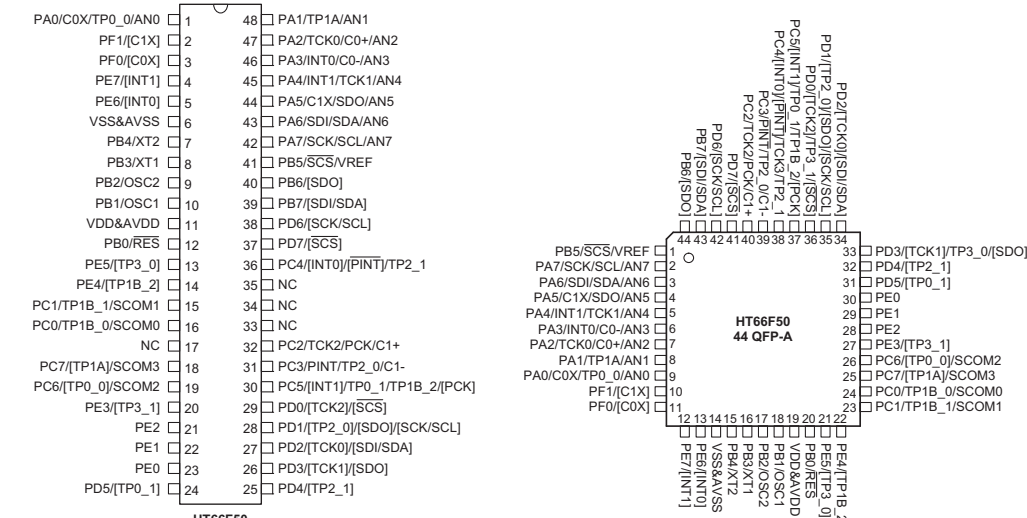 PA0/C0X/TP0_0/AN0 1
PF1/[C1X] 2
PF0/[C0X] 3
PE7/[INT1] 4
PE6/[INT0] 5
VSS&AVSS 6
PB4/XT2 7
PB3/XT1 8
PB2/OSC2 9
PB1/OSC1 10
VDD&AVDD 11
PB0/RES 12
PE5/[TP3_0] 13
PE4/[TP1B_2] 14
PC1/TP1B_1/SCOM1 15
PC0/TP1B_0/SCOM0 16
NC 17
PC7/[TP1A]/SCOM3 18
PC6/[TP0_0]/SCOM2 19
PE3/[TP3_1] 20
PE2 21
PE1 22
PE0 23
PD5/[TP0_1] 24
48 PA1/TP1A/AN1
47 PA2/TCK0/C0+/AN2
46 PA3/INT0/C0-/AN3
45 PA4/INT1/TCK1/AN4
44 PA5/C1X/SDO/AN5
43 PA6/SDI/SDA/AN6
42 PA7/SCK/SCL/AN7
41 PB5/SCS/VREF
40 PB6/[SDO]
39 PB7/[SDI/SDA]
38 PD6/[SCK/SCL]
37 PD7/[SCS]
36 PC4/[INT0]/[PINT]/TP2_1
35 NC
34 NC
33 NC
32 PC2/TCK2/PCK/C1+
31 PC3/PINT/TP2_0/C1-
30 PC5/[INT1]/TP0_1/TP1B_2/[PCK]
29 PD0/[TCK2]/[SCS]
28 PD1/[TP2_0]/[SDO]/[SCK/SCL]
27 PD2/[TCK0]/[SDI/SDA]
26 PD3/[TCK1]/[SDO]
25 PD4/[TP2_1]
HT66F50
PB6/[SDO] 44
PB7/[SDI/SDA] 43
PD6/[SCK/SCL] 42
PD7/[SCS] 41
PC2/TCK2/PCK/C1+ 40
PC3/PINT/TP2_0/C1- 39
PC4/[INT0]/[PINT]/TCK3/TP2_1 38
PC5/[INT1]/TP0_1/TP1B_2/[PCK] 37
PD0/[TCK2]/TP3_1/[SCS] 36
PD1/[TP2_0]/[SDO]/[SCK/SCL] 35
PD2/[TCK0]/[SDI/SDA] 34
PB5/SCS/VREF 1
PA7/SCK/SCL/AN7 2
PA6/SDI/SDA/AN6 3
PA5/C1X/SDO/AN5 4
PA4/INT1/TCK1/AN4 5
PA3/INT0/C0-/AN3 6
PA2/TCK0/C0+/AN2 7
PA1/TP1A/AN1 8
PA0/C0X/TP0_0/AN0 9
PF1/[C1X] 10
PF0/[C0X] 11
HT66F50
44 QFP-A
33 PD3/[TCK1]/TP3_0/[SDO]
32 PD4/[TP2_1]
31 PD5/[TP0_1]
30 PE0
29 PE1
28 PE2
27 PE3/[TP3_1]
26 PC6/[TP0_0]/SCOM2
25 PC7/[TP1A]/SCOM3
24 PC0/TP1B_0/SCOM0
23 PC1/TP1B_1/SCOM1
12 PE7/[INT1]
13 PE6/[INT0]
14 VSS&AVSS
15 PB4/XT2
16 PB3/XT1
17 PB2/OSC2
18 PB1/OSC1
19 VDD&AVDD
20 PB0/RES
21 PE5/[TP3_0]
22 PE4/[TP1B_2